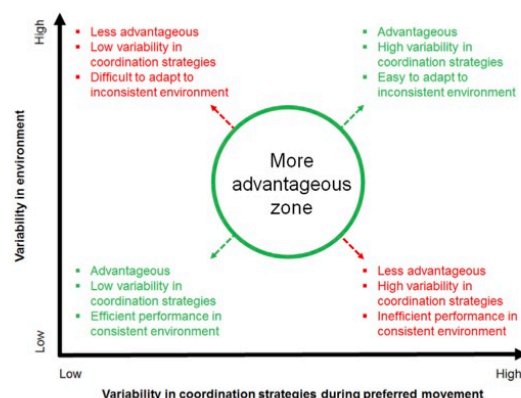 High
▪ Less advantageous
▪ Low variability in
coordination strategies
▪ Difficult to adapt to
inconsistent environment
▪ Advantageous
▪ High variability in
coordination strategies
▪ Easy to adapt to
inconsistent environment
Variability in environment
More
advantageous
zone
▪ Advantageous
▪ Low variability in
coordination strategies
▪ Efficient performance in
consistent environment
▪ Less advantageous
▪ High variability in
coordination strategies
▪ Inefficient performance in
consistent environment
Low
Low
High
Variability in coordination strategies during preferred movement